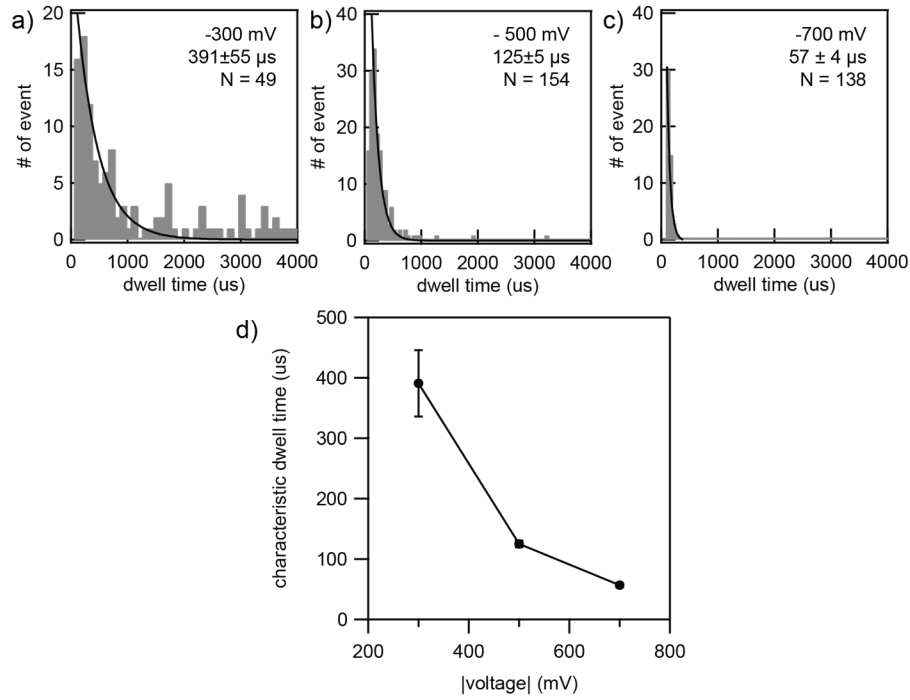 a)
-300 mV
391±55 µs
N = 49
# of event
20
15
10
5
0
0 1000 2000 3000 4000
dwell time (us)
b)
- 500 mV
125±5 µs
N = 154
# of event
40
30
20
10
0
0 1000 2000 3000 4000
dwell time (us)
c)
-700 mV
57 ± 4 µs
N = 138
# of event
40
30
20
10
0
0 1000 2000 3000 4000
dwell time (us)
d)
characteristic dwell time (us)
500
400
300
200
100
0
200 400 600 800
|voltage| (mV)